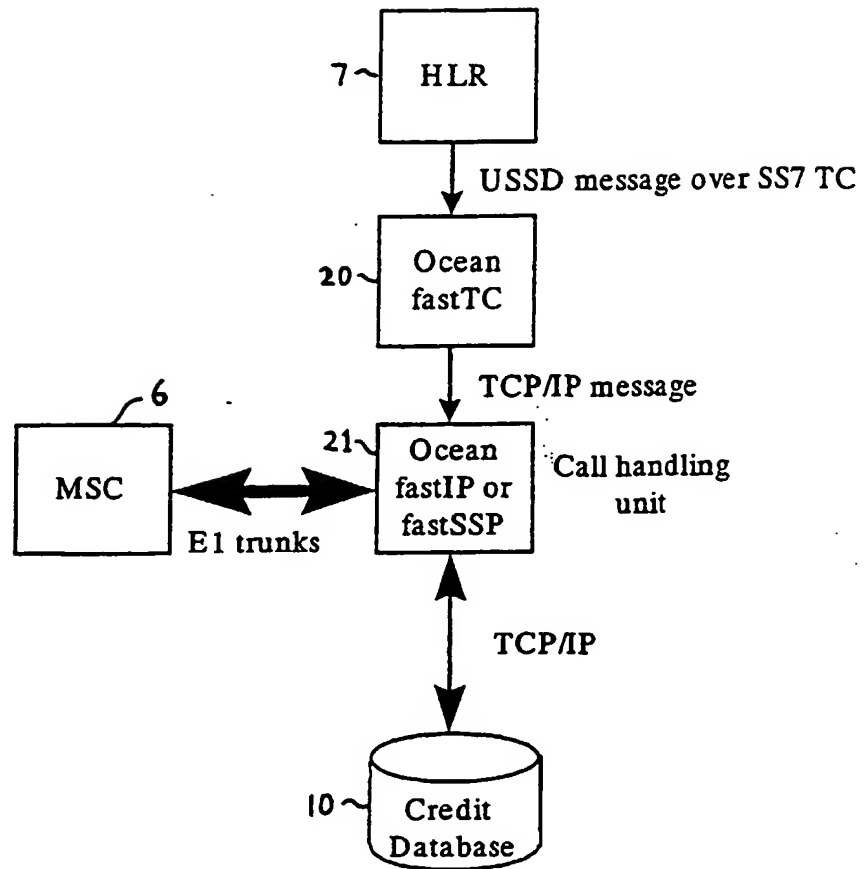 7
HLR
USSD message over SS7 TC
20
Ocean
fastTC
TCP/IP message
6
MSC
E1 trunks
21
Ocean
fastIP or
fastSSP
Call handling
unit
TCP/IP
10
Credit
Database